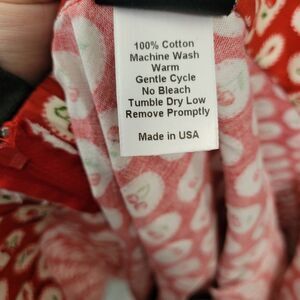 100% Cotton
Machine Wash
Warm
Gentle Cycle
No Bleach
Tumble Dry Low
Remove Promptly
Made in USA